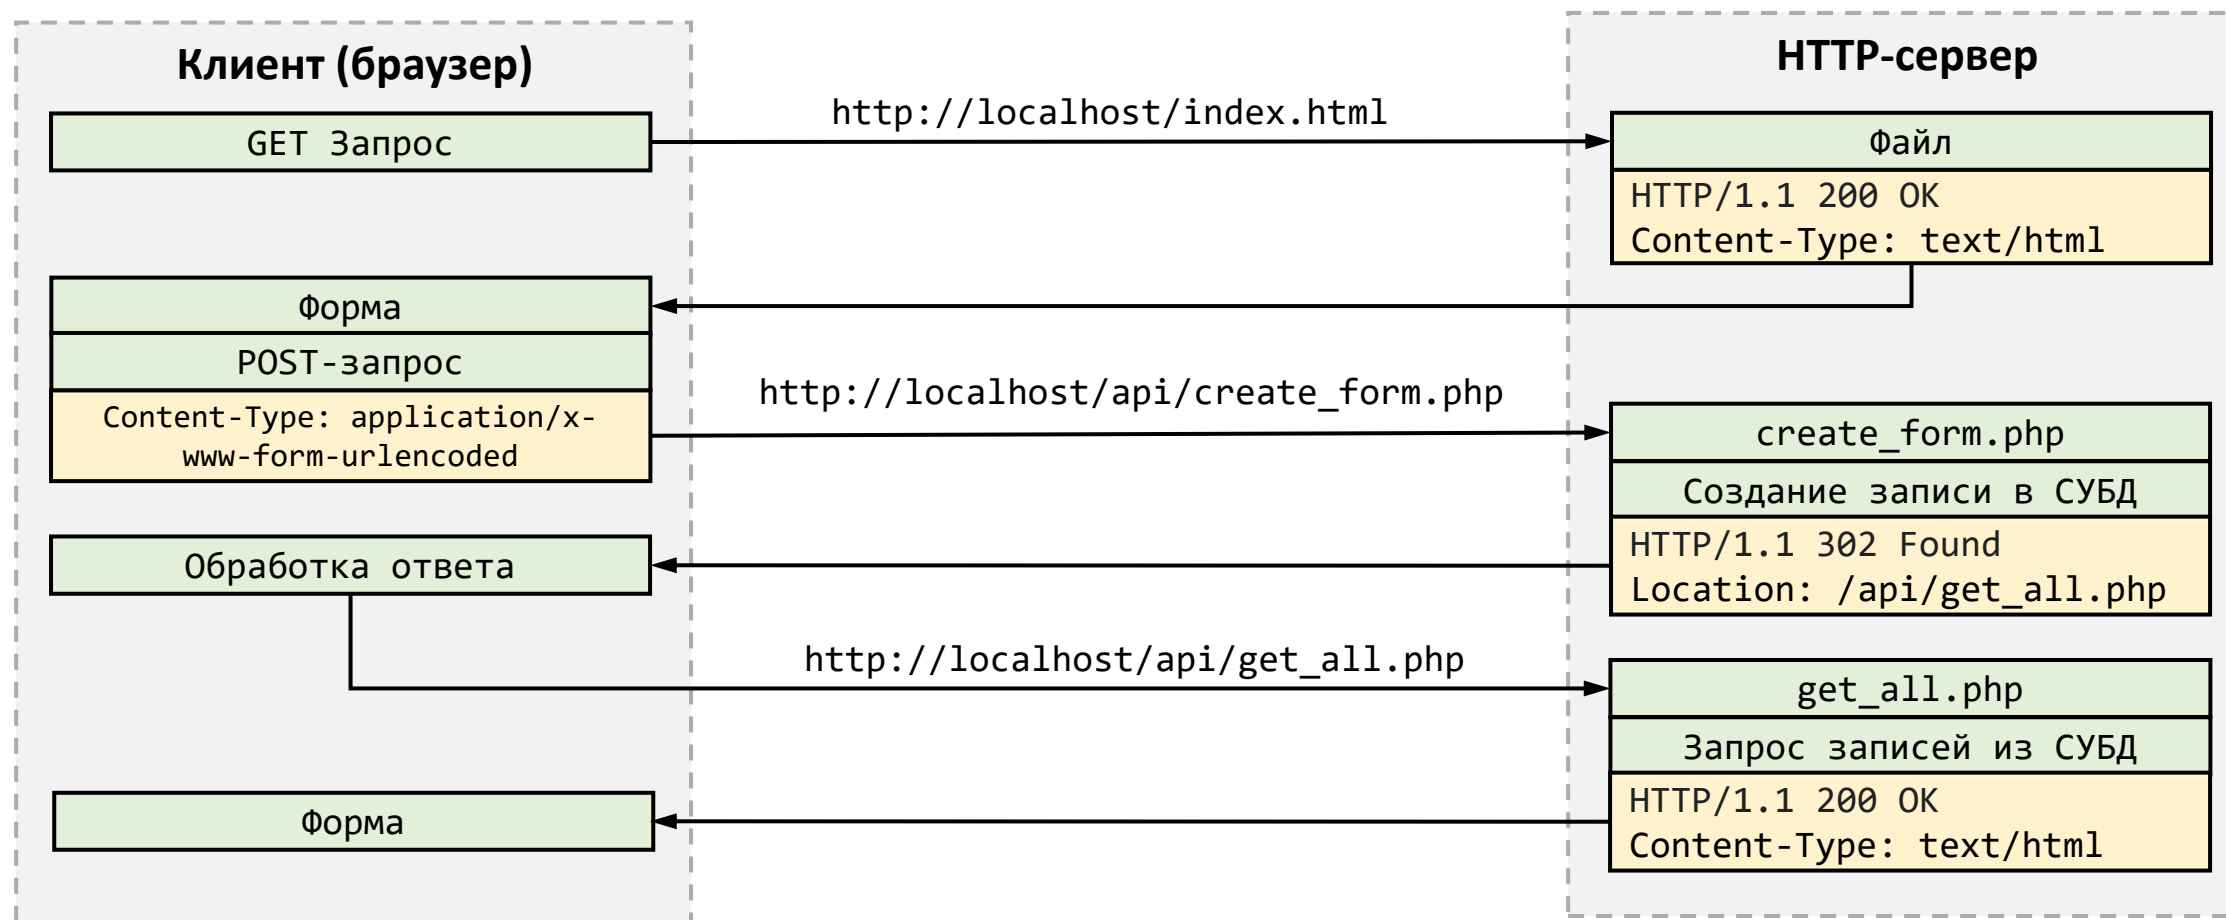 Клиент (браузер)
HTTP-сервер
GET Запрос
http://localhost/index.html
Файл
HTTP/1.1 200 OK
Content-Type: text/html
Форма
POST-запрос
Content-Type: application/x-
www-form-urlencoded
http://localhost/api/create_form.php
create_form.php
Создание записи в СУБД
HTTP/1.1 302 Found
Location: /api/get_all.php
Обработка ответа
http://localhost/api/get_all.php
get_all.php
Запрос записей из СУБД
HTTP/1.1 200 OK
Content-Type: text/html
Форма